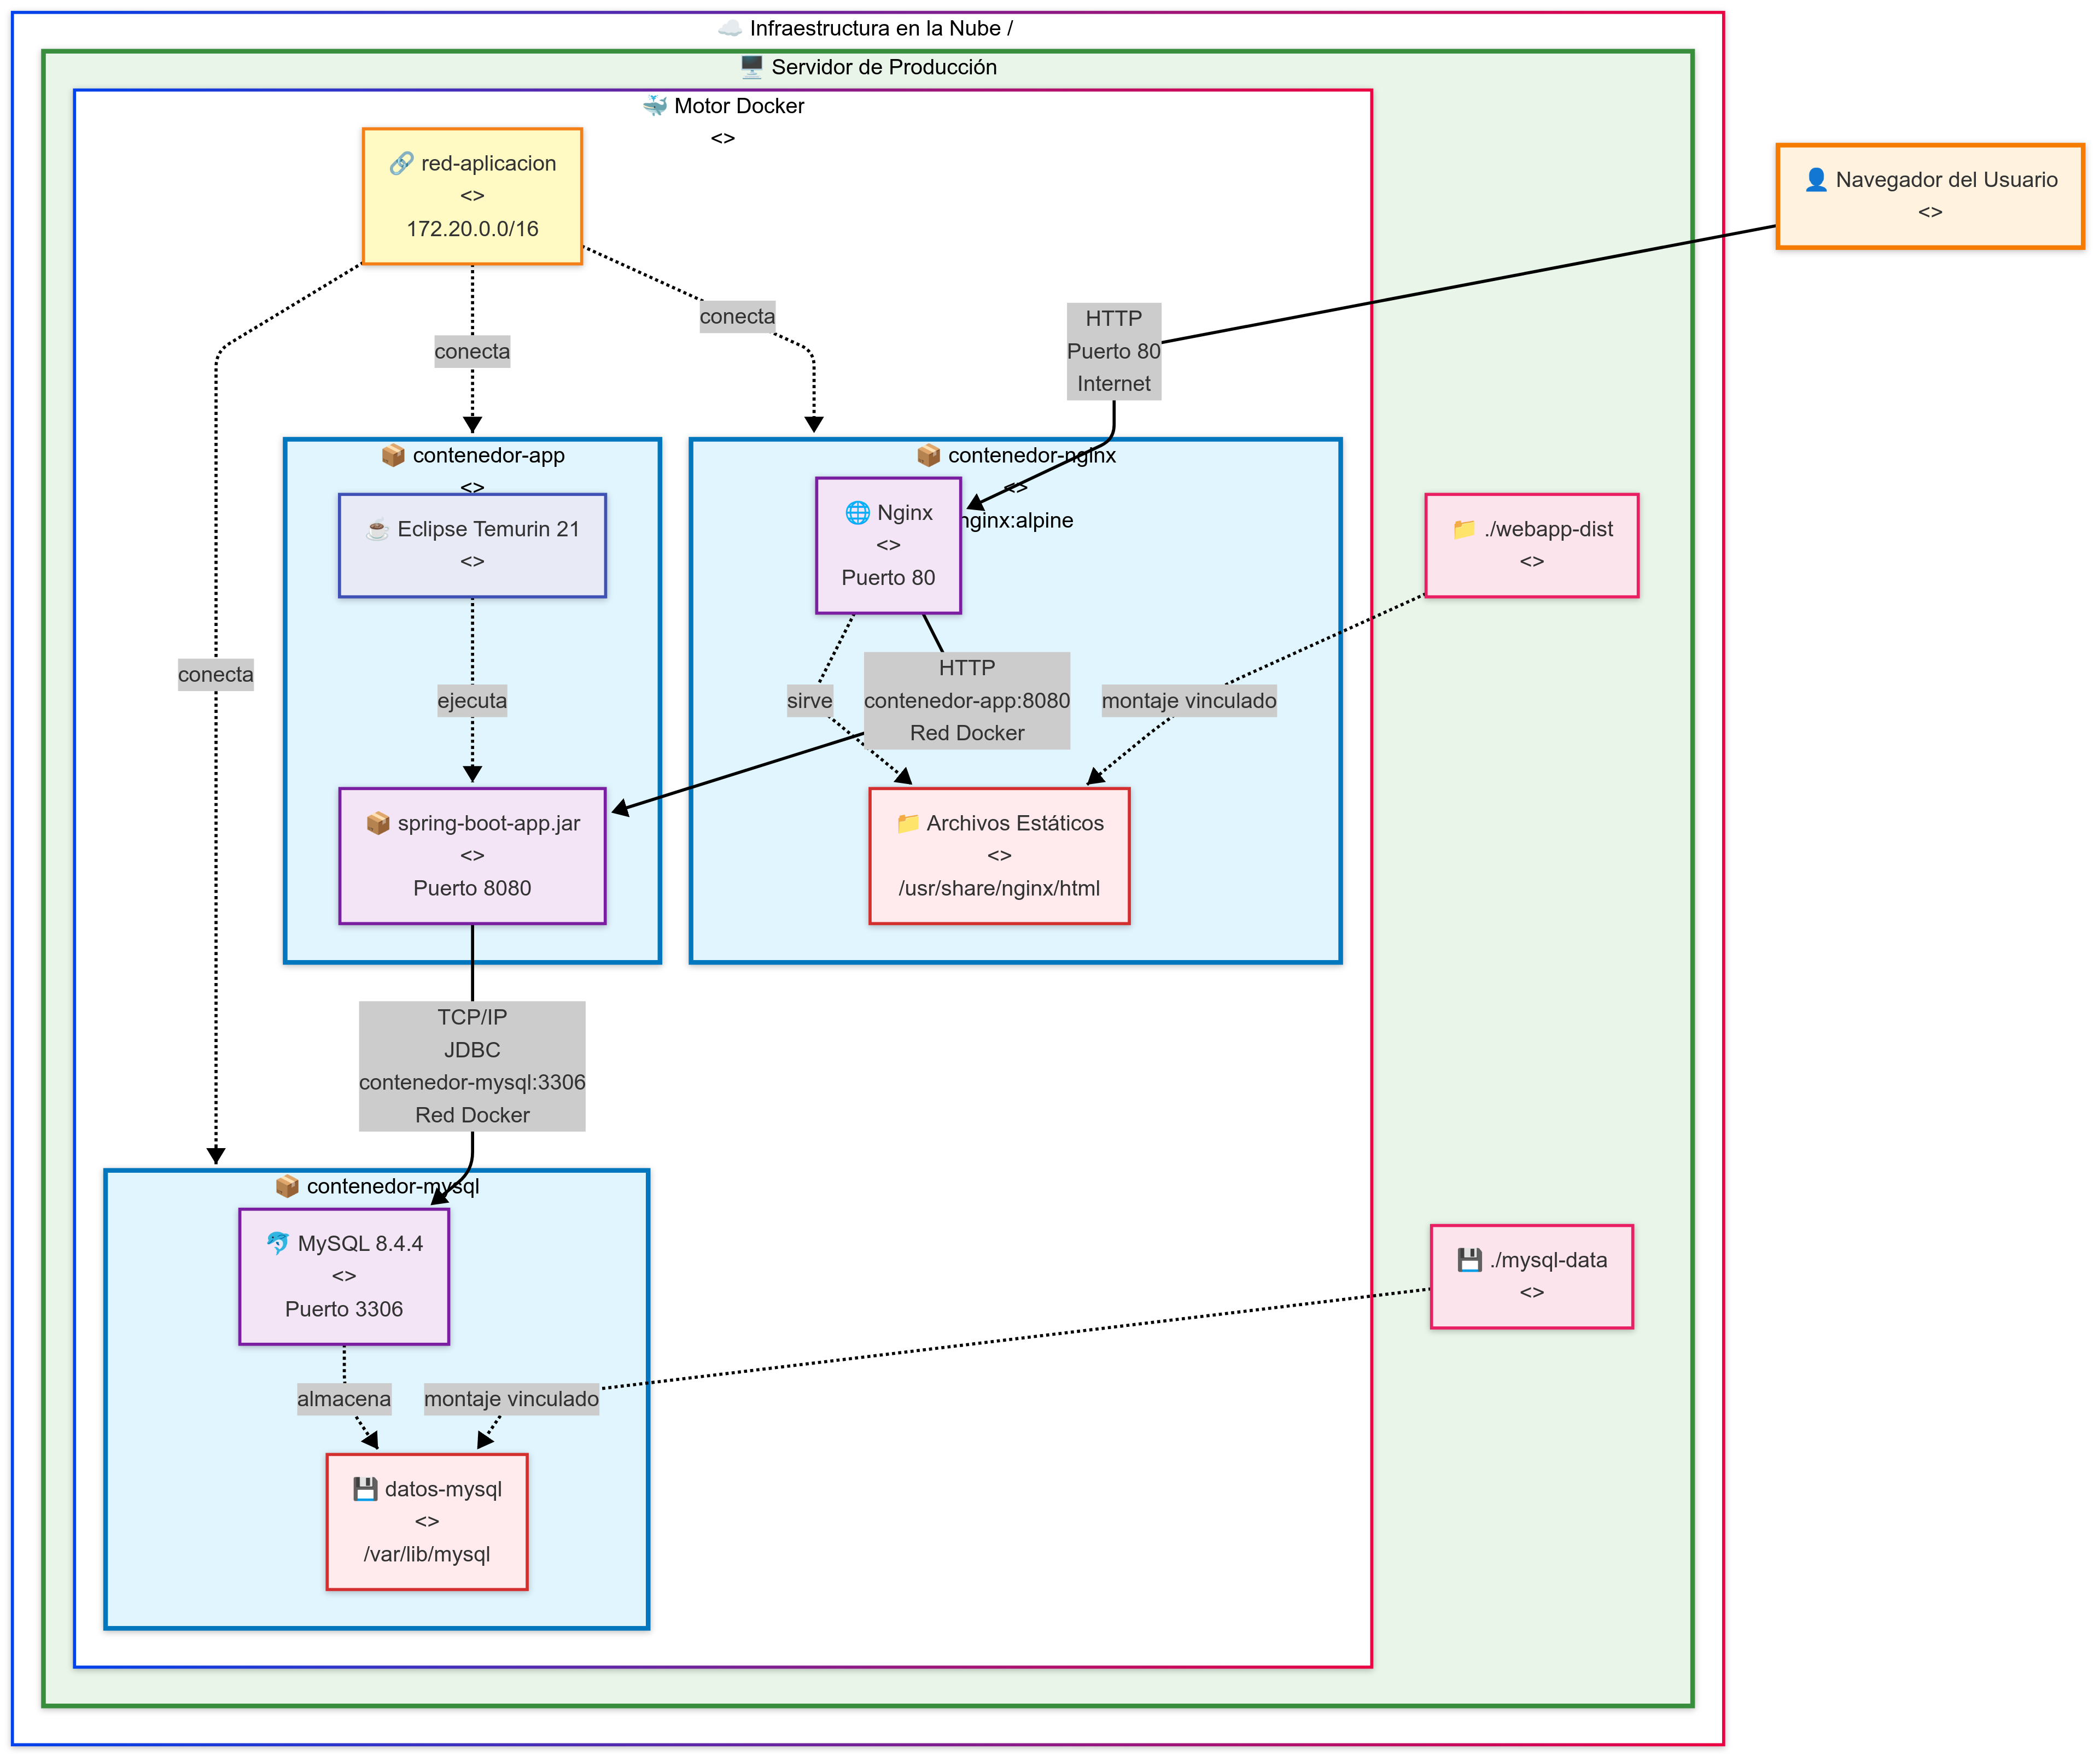 ☁️ Infraestructura en la Nube /
🖥️ Servidor de Producción
🐳 Motor Docker
<>
🔗 red-aplicacion
<>
172.20.0.0/16
👤 Navegador del Usuario
<>
conecta
conecta
conecta
HTTP
Puerto 80
Internet
📦 contenedor-app
<>
☕ Eclipse Temurin 21
<>
ejecuta
📦 spring-boot-app.jar
<>
Puerto 8080
📦 contenedor-nginx
<>
nginx:alpine
🌐 Nginx
<>
Puerto 80
sirve
HTTP
contenedor-app:8080
Red Docker
montaje vinculado
📁 Archivos Estáticos
<>
/usr/share/nginx/html
📁 ./webapp-dist
<>
TCP/IP
JDBC
contenedor-mysql:3306
Red Docker
📦 contenedor-mysql
🐬 MySQL 8.4.4
<>
Puerto 3306
almacena
montaje vinculado
💾 datos-mysql
<>
/var/lib/mysql
💾 ./mysql-data
<>